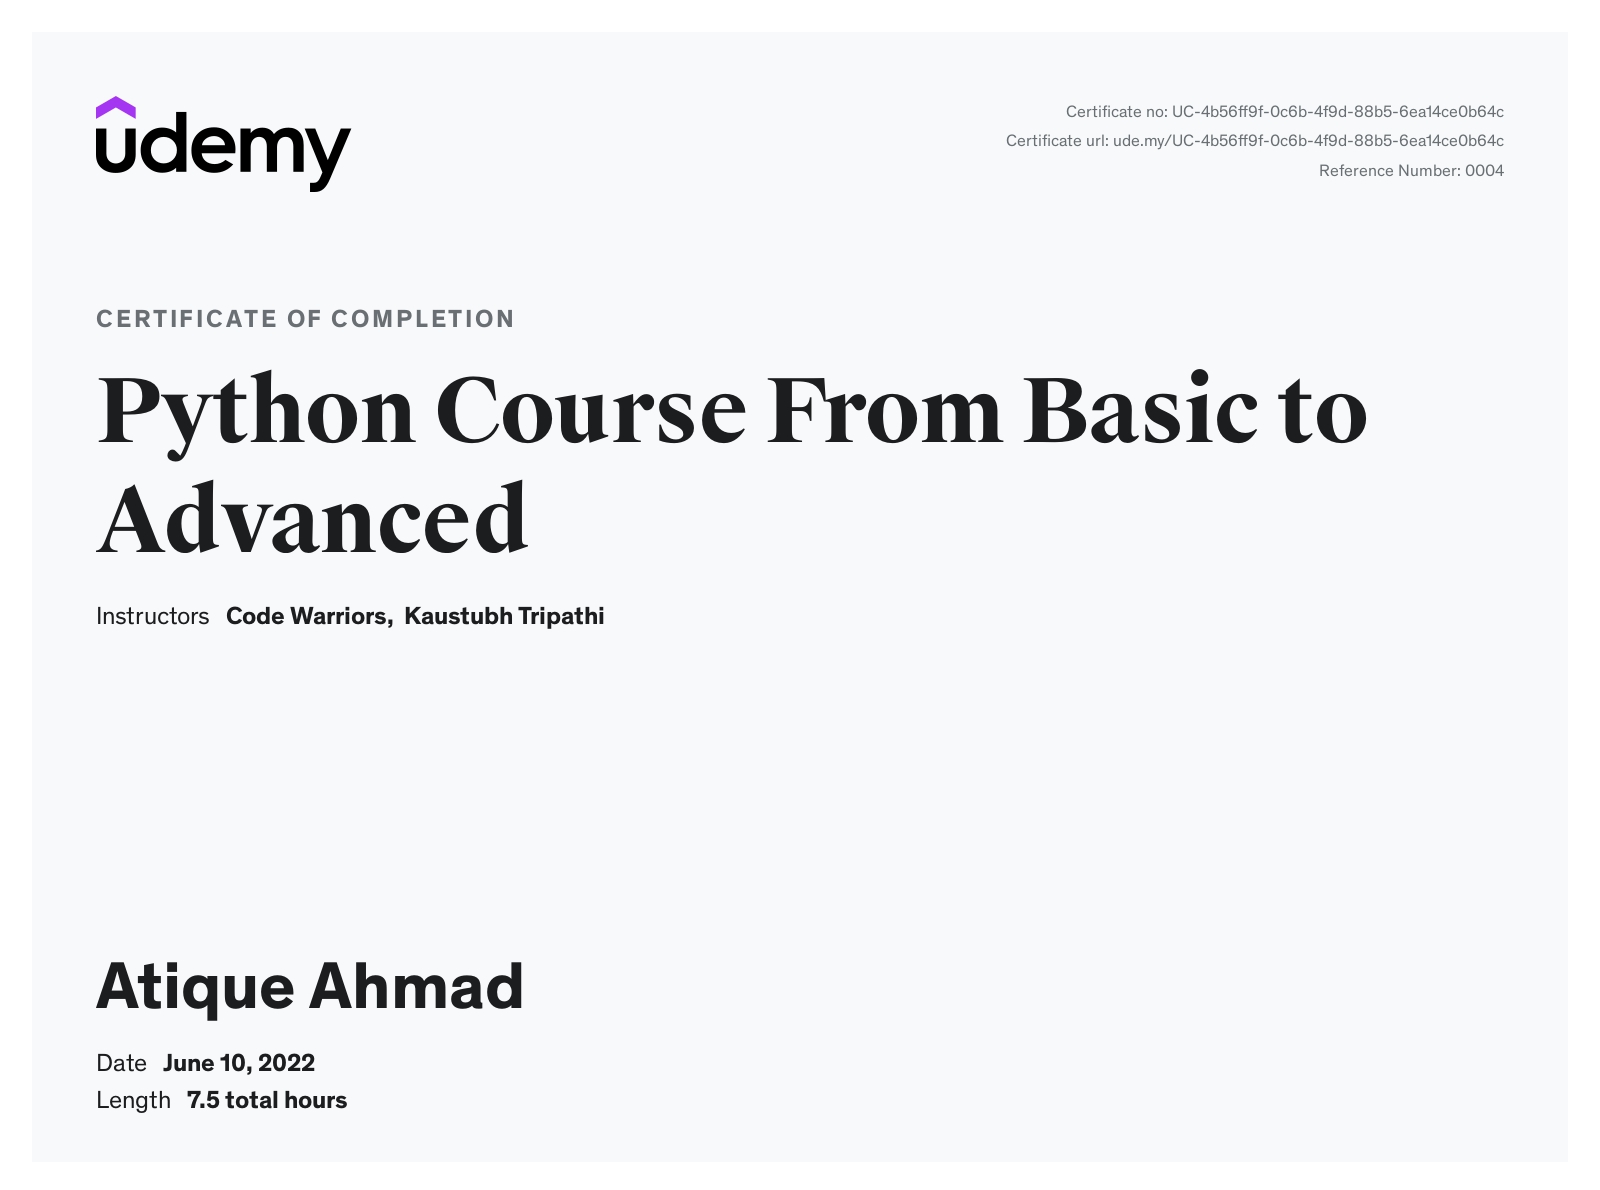 udemy
Certificate no: UC-4b56ff9f-0c6b-4f9d-88b5-6ea14ce0b64c
Certificate url: ude.my/UC-4b56ff9f-0c6b-4f9d-88b5-6ea14ce0b64c
Reference Number: 0004
CERTIFICATE OF COMPLETION
Python Course From Basic to
Advanced
Instructors Code Warriors, Kaustubh Tripathi
Atique Ahmad
Date June 10, 2022
Length 7.5 total hours